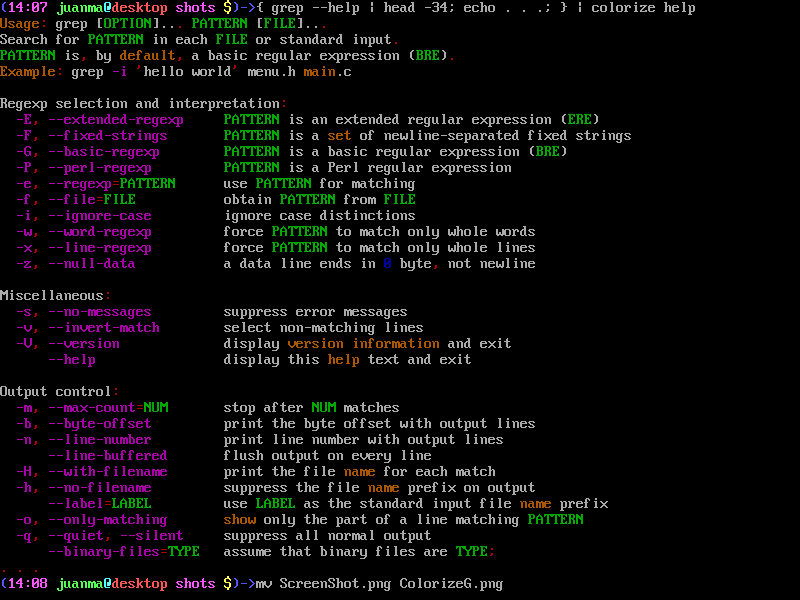 (14:07 juanma@desktop shots $)->{ grep --help | head -34; echo . . .; } | colorize help
Usage: grep [OPTION]... PATTERN [FILE]...
Search for PATTERN in each FILE or standard input.
PATTERN is, by default, a basic regular expression (BRE).
Example: grep -i 'hello world' menu.h main.c

Regexp selection and interpretation:
  -E, --extended-regexp     PATTERN is an extended regular expression (ERE)
  -F, --fixed-strings       PATTERN is a set of newline-separated fixed strings
  -G, --basic-regexp        PATTERN is a basic regular expression (BRE)
  -P, --perl-regexp         PATTERN is a Perl regular expression
  -e, --regexp=PATTERN      use PATTERN for matching
  -f, --file=FILE           obtain PATTERN from FILE
  -i, --ignore-case         ignore case distinctions
  -w, --word-regexp         force PATTERN to match only whole words
  -x, --line-regexp         force PATTERN to match only whole lines
  -z, --null-data           a data line ends in 0 byte, not newline

Miscellaneous:
  -s, --no-messages         suppress error messages
  -v, --invert-match        select non-matching lines
  -V, --version             display version information and exit
      --help                display this help text and exit

Output control:
  -m, --max-count=NUM       stop after NUM matches
  -b, --byte-offset         print the byte offset with output lines
  -n, --line-number         print line number with output lines
      --line-buffered       flush output on every line
  -H, --with-filename       print the file name for each match
  -h, --no-filename         suppress the file name prefix on output
      --label=LABEL         use LABEL as the standard input file name prefix
  -o, --only-matching       show only the part of a line matching PATTERN
  -q, --quiet, --silent     suppress all normal output
      --binary-files=TYPE   assume that binary files are TYPE:
. . .
(14:08 juanma@desktop shots $)->mv ScreenShot.png ColorizeG.png